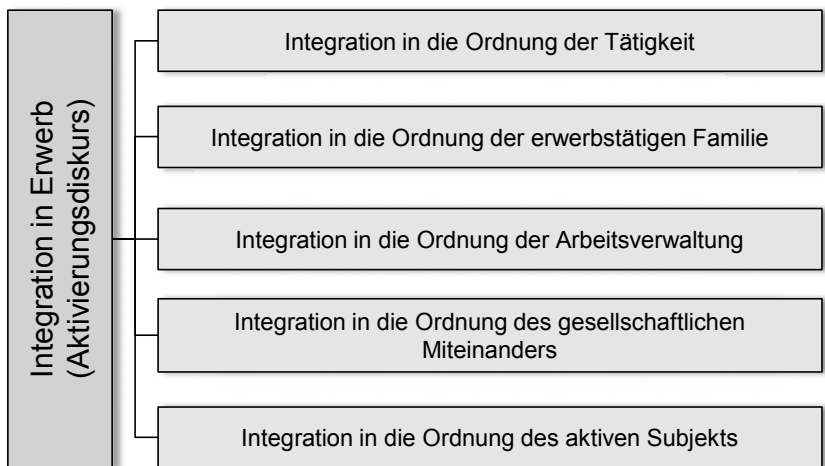 Integration in Erwerb
(Aktivierungsdiskurs)
Integration in die Ordnung der Tätigkeit
Integration in die Ordnung der erwerbstätigen Familie
Integration in die Ordnung der Arbeitsverwaltung
Integration in die Ordnung des gesellschaftlichen
Miteinanders
Integration in die Ordnung des aktiven Subjekts